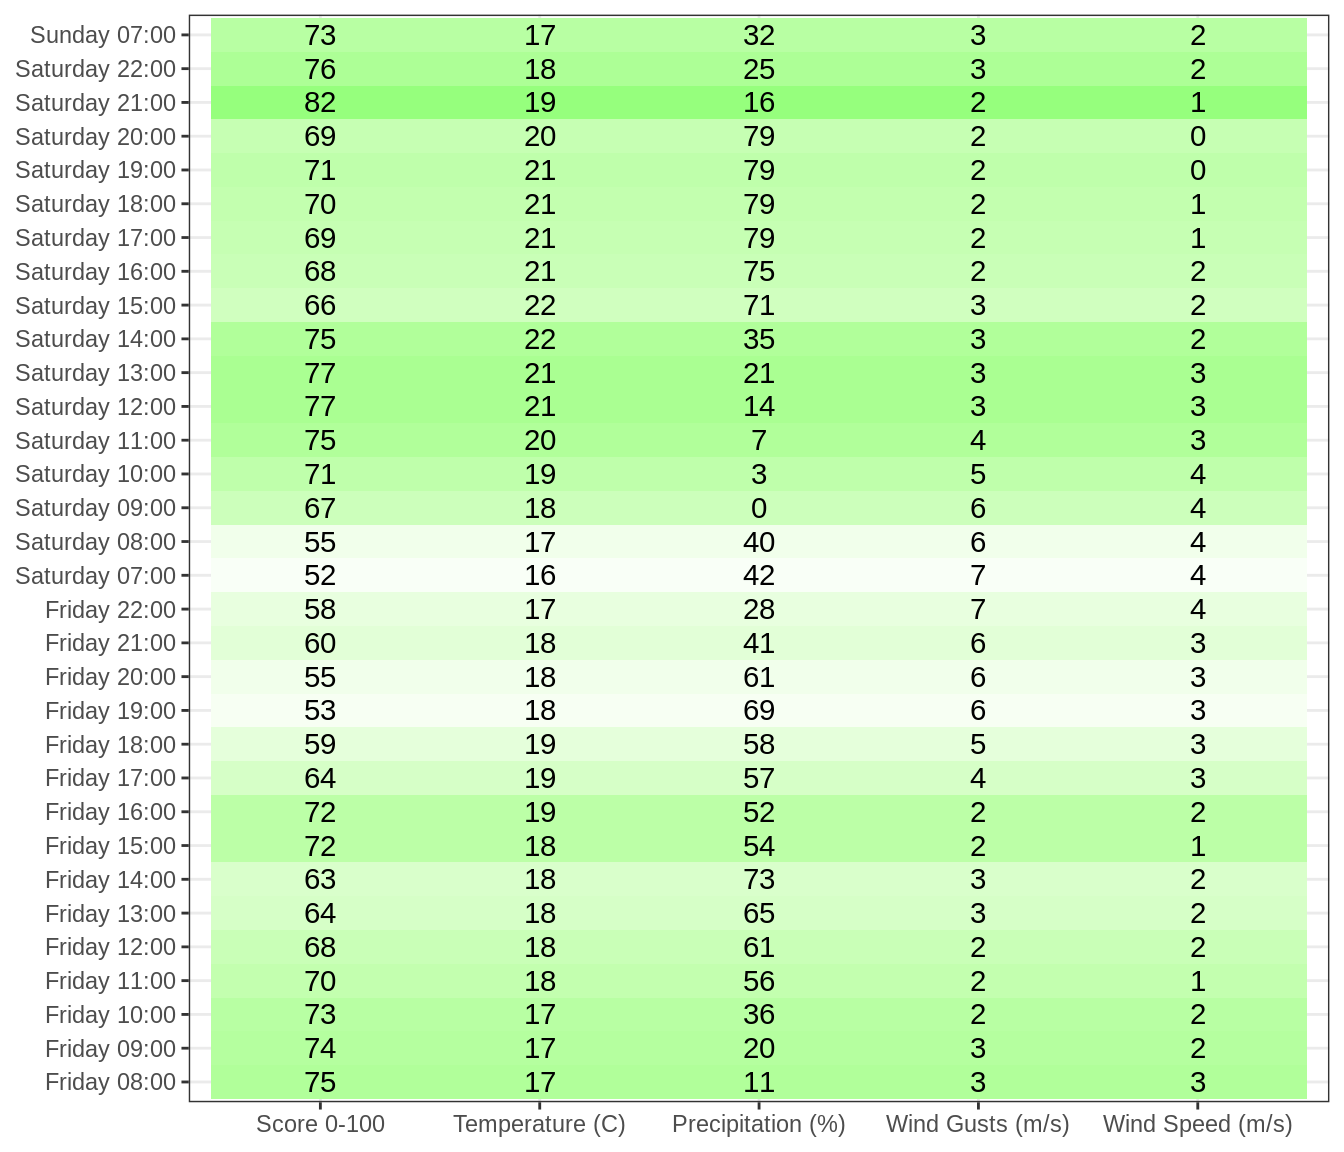 Sunday 07:00 73 17 32 3 2
Saturday 22:00 76 18 25 3 2
Saturday 21:00 82 19 16 2 1
Saturday 20:00 69 20 79 2 0
Saturday 19:00 71 21 79 2 0
Saturday 18:00 70 21 79 2 1
Saturday 17:00 69 21 79 2 1
Saturday 16:00 68 21 75 2 2
Saturday 15:00 66 22 71 3 2
Saturday 14:00 75 22 35 3 2
Saturday 13:00 77 21 21 3 3
Saturday 12:00 77 21 14 3 3
Saturday 11:00 75 20 7 4 3
Saturday 10:00 71 19 3 5 4
Saturday 09:00 67 18 0 6 4
Saturday 08:00 55 17 40 6 4
Saturday 07:00 52 16 42 7 4
Friday 22:00 58 17 28 7 4
Friday 21:00 60 18 41 6 3
Friday 20:00 55 18 61 6 3
Friday 19:00 53 18 69 6 3
Friday 18:00 59 19 58 5 3
Friday 17:00 64 19 57 4 3
Friday 16:00 72 19 52 2 2
Friday 15:00 72 18 54 2 1
Friday 14:00 63 18 73 3 2
Friday 13:00 64 18 65 3 2
Friday 12:00 68 18 61 2 2
Friday 11:00 70 18 56 2 1
Friday 10:00 73 17 36 2 2
Friday 09:00 74 17 20 3 2
Friday 08:00 75 17 11 3 3
Score 0-100 Temperature (C) Precipitation (%) Wind Gusts (m/s) Wind Speed (m/s)